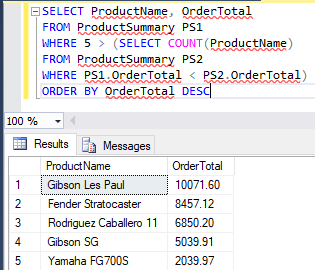 SELECT ProductName, OrderTotal
FROM ProductSummary PS1
WHERE 5 > (SELECT COUNT(ProductName)
FROM ProductSummary PS2
WHERE PS1.OrderTotal < PS2.OrderTotal)
ORDER BY OrderTotal DESC
100 %
Results Messages
ProductName OrderTotal
1 Gibson Les Paul 10071.60
2 Fender Stratocaster 8457.12
3 Rodriguez Caballero 11 6850.20
4 Gibson SG 5039.91
5 Yamaha FG700S 2039.97